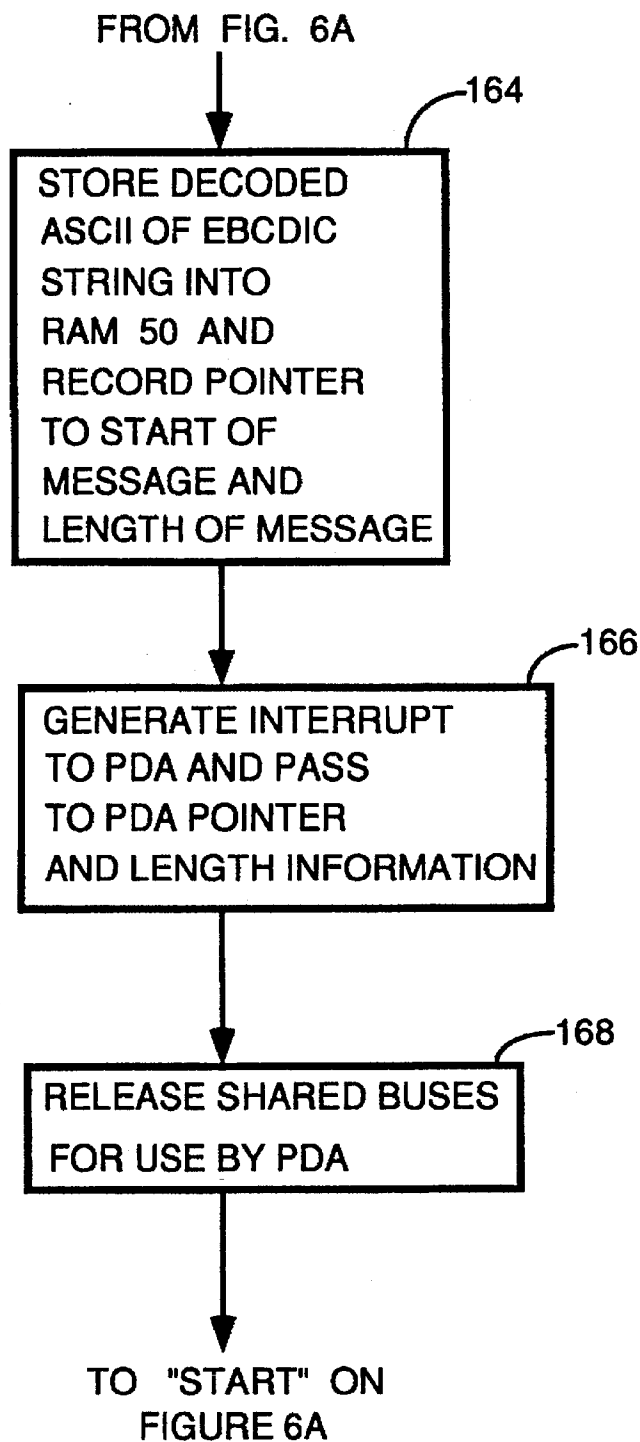 FROM FIG. 6A
164
STORE DECODED
ASCII OF EBCDIC
STRING INTO
RAM 50 AND
RECORD POINTER
TO START OF
MESSAGE AND
LENGTH OF MESSAGE
166
GENERATE INTERRUPT
TO PDA AND PASS
TO PDA POINTER
AND LENGTH INFORMATION
168
RELEASE SHARED BUSES
FOR USE BY PDA
TO "START" ON
FIGURE 6A